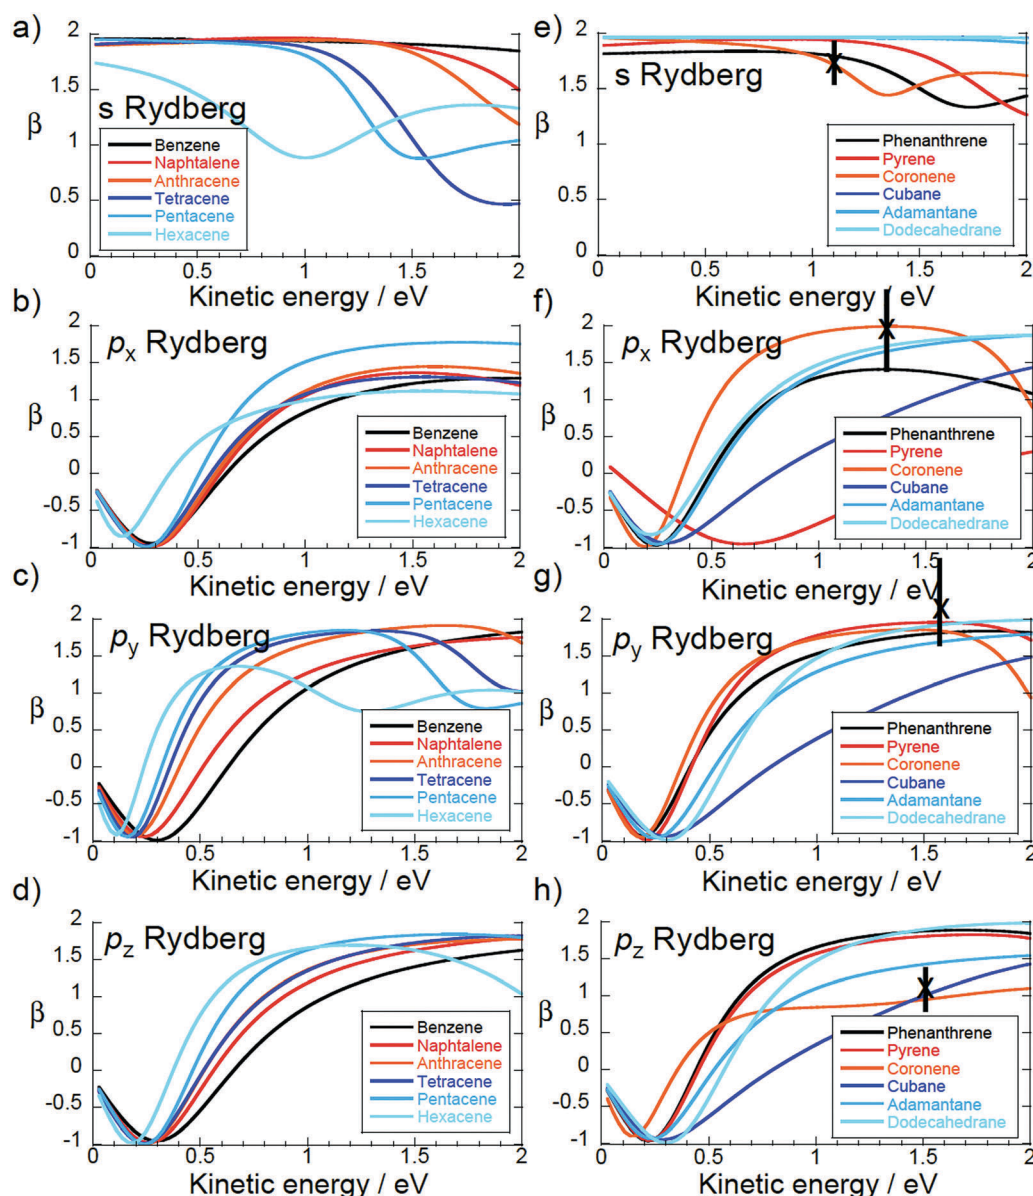 a)
2
1.5
1
0.5
0
β
s Rydberg
Benzene
Naphtalene
Anthracene
Tetracene
Pentacene
Hexacene
0 0.5 1 1.5 2
Kinetic energy / eV
e)
2
1.5
1
0.5
0
β
s Rydberg
X
Phenanthrene
Pyrene
Coronene
Cubane
Adamantane
Dodecahedrane
0 0.5 1 1.5 2
Kinetic energy / eV
b)
2
1.5
1
0.5
0
-0.5
-1
β
px Rydberg
Benzene
Naphtalene
Anthracene
Tetracene
Pentacene
Hexacene
0 0.5 1 1.5 2
Kinetic energy / eV
f)
2
1.5
1
0.5
0
-0.5
-1
β
px Rydberg
X
Phenanthrene
Pyrene
Coronene
Cubane
Adamantane
Dodecahedrane
0 0.5 1 1.5 2
Kinetic energy / eV
c)
2
1.5
1
0.5
0
-0.5
-1
β
py Rydberg
Benzene
Naphtalene
Anthracene
Tetracene
Pentacene
Hexacene
0 0.5 1 1.5 2
Kinetic energy / eV
g)
2
1.5
1
0.5
0
-0.5
-1
β
py Rydberg
X
Phenanthrene
Pyrene
Coronene
Cubane
Adamantane
Dodecahedrane
0 0.5 1 1.5 2
Kinetic energy / eV
d)
2
1.5
1
0.5
0
-0.5
-1
β
pz Rydberg
Benzene
Naphtalene
Anthracene
Tetracene
Pentacene
Hexacene
0 0.5 1 1.5 2
Kinetic energy / eV
h)
2
1.5
1
0.5
0
-0.5
-1
β
pz Rydberg
X
Phenanthrene
Pyrene
Coronene
Cubane
Adamantane
Dodecahedrane
0 0.5 1 1.5 2
Kinetic energy / eV